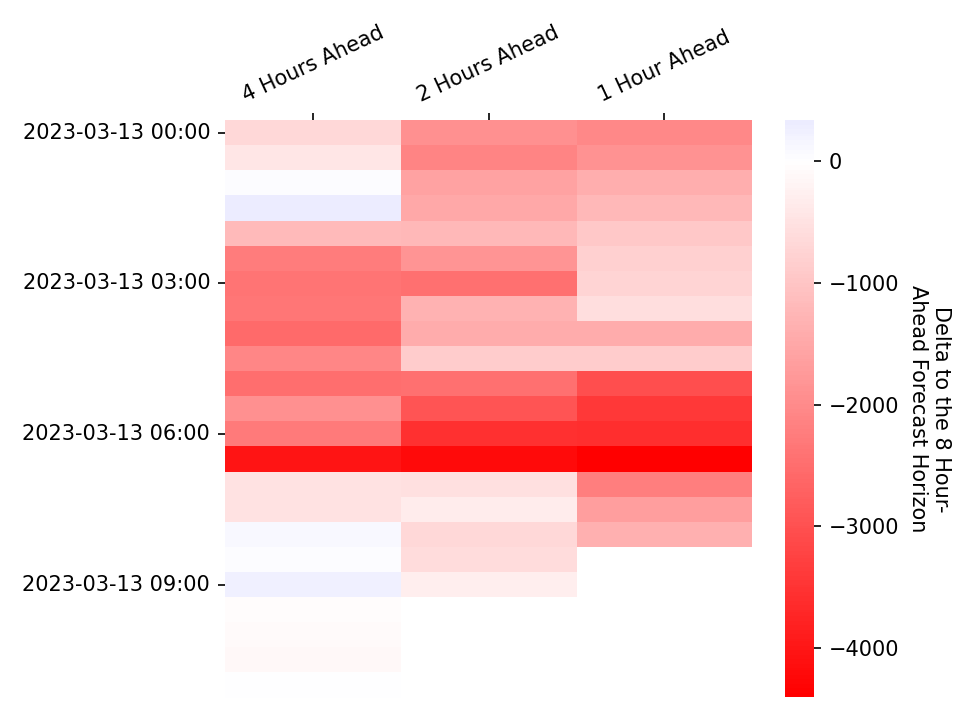 4 Hours Ahead
2 Hours Ahead
1 Hour Ahead
2023-03-13 00:00
2023-03-13 03:00
2023-03-13 06:00
2023-03-13 09:00
0
−1000
−2000
−3000
−4000
Delta to the 8 Hour-
Ahead Forecast Horizon